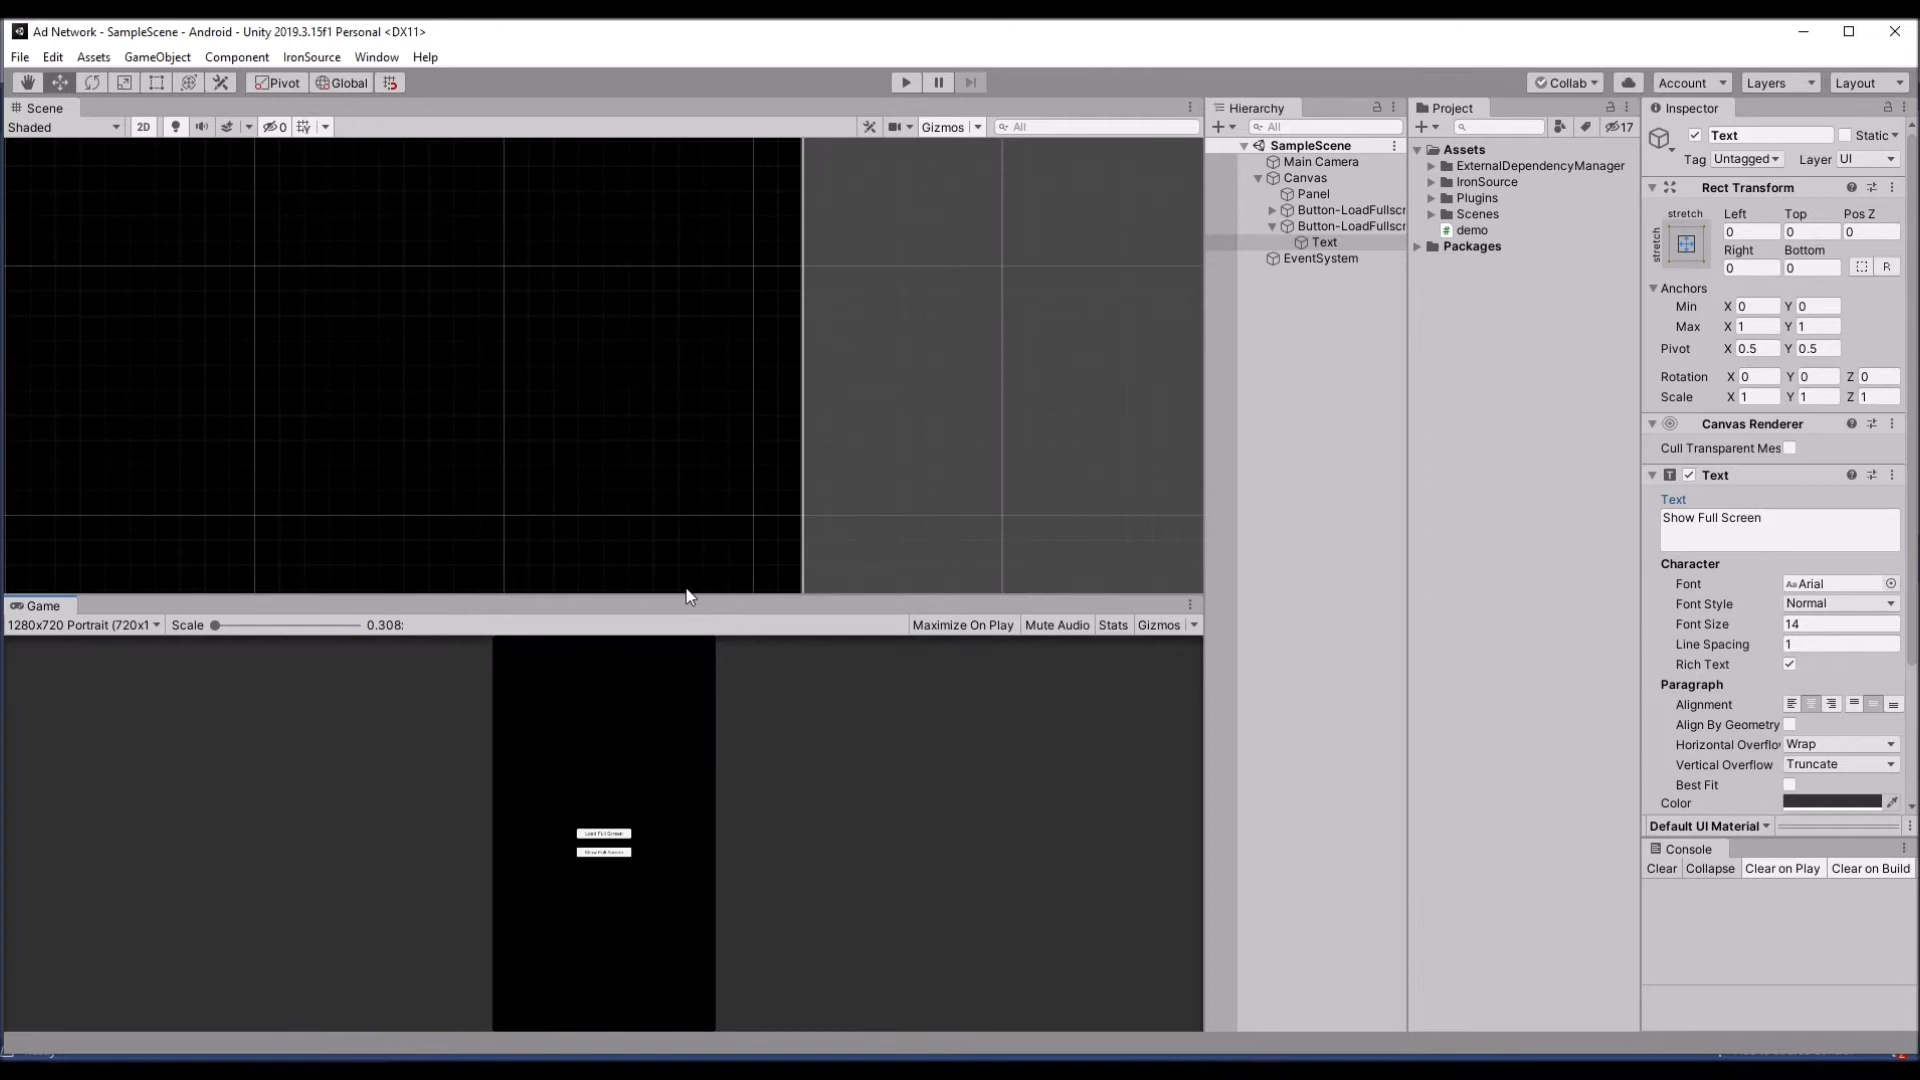 Ad Network - SampleScene - Android - Unity 2019.3.15f1 Personal <DX11>
File Edit Assets GameObject Component IronSource Window Help
Pivot Global Collab Account Layers Layout
Scene
Shaded 2D 0 Gizmos All
Game
1280x720 Portrait (720x1 Scale 0.308: Maximize On Play Mute Audio Stats Gizmos
Load Full Screen
Show Full Screen
Hierarchy
All
SampleScene
Main Camera
Canvas
Panel
Button-LoadFullscr
Button-LoadFullscr
Text
EventSystem
Project
17
Assets
ExternalDependencyManager
IronSource
Plugins
Scenes
# demo
Packages
Inspector
Text Static
Tag Untagged Layer UI
Rect Transform
stretch Left Top Pos Z
stretch 0 0 0
Right Bottom
0 0 R
Anchors
Min X 0 Y 0
Max X 1 Y 1
Pivot X 0.5 Y 0.5
Rotation X 0 Y 0 Z 0
Scale X 1 Y 1 Z 1
Canvas Renderer
Cull Transparent Mes
T Text
Text
Show Full Screen
Character
Font Aa Arial
Font Style Normal
Font Size 14
Line Spacing 1
Rich Text
Paragraph
Alignment
Align By Geometry
Horizontal Overflo Wrap
Vertical Overflow Truncate
Best Fit
Color
Default UI Material
Console
Clear Collapse Clear on Play Clear on Build